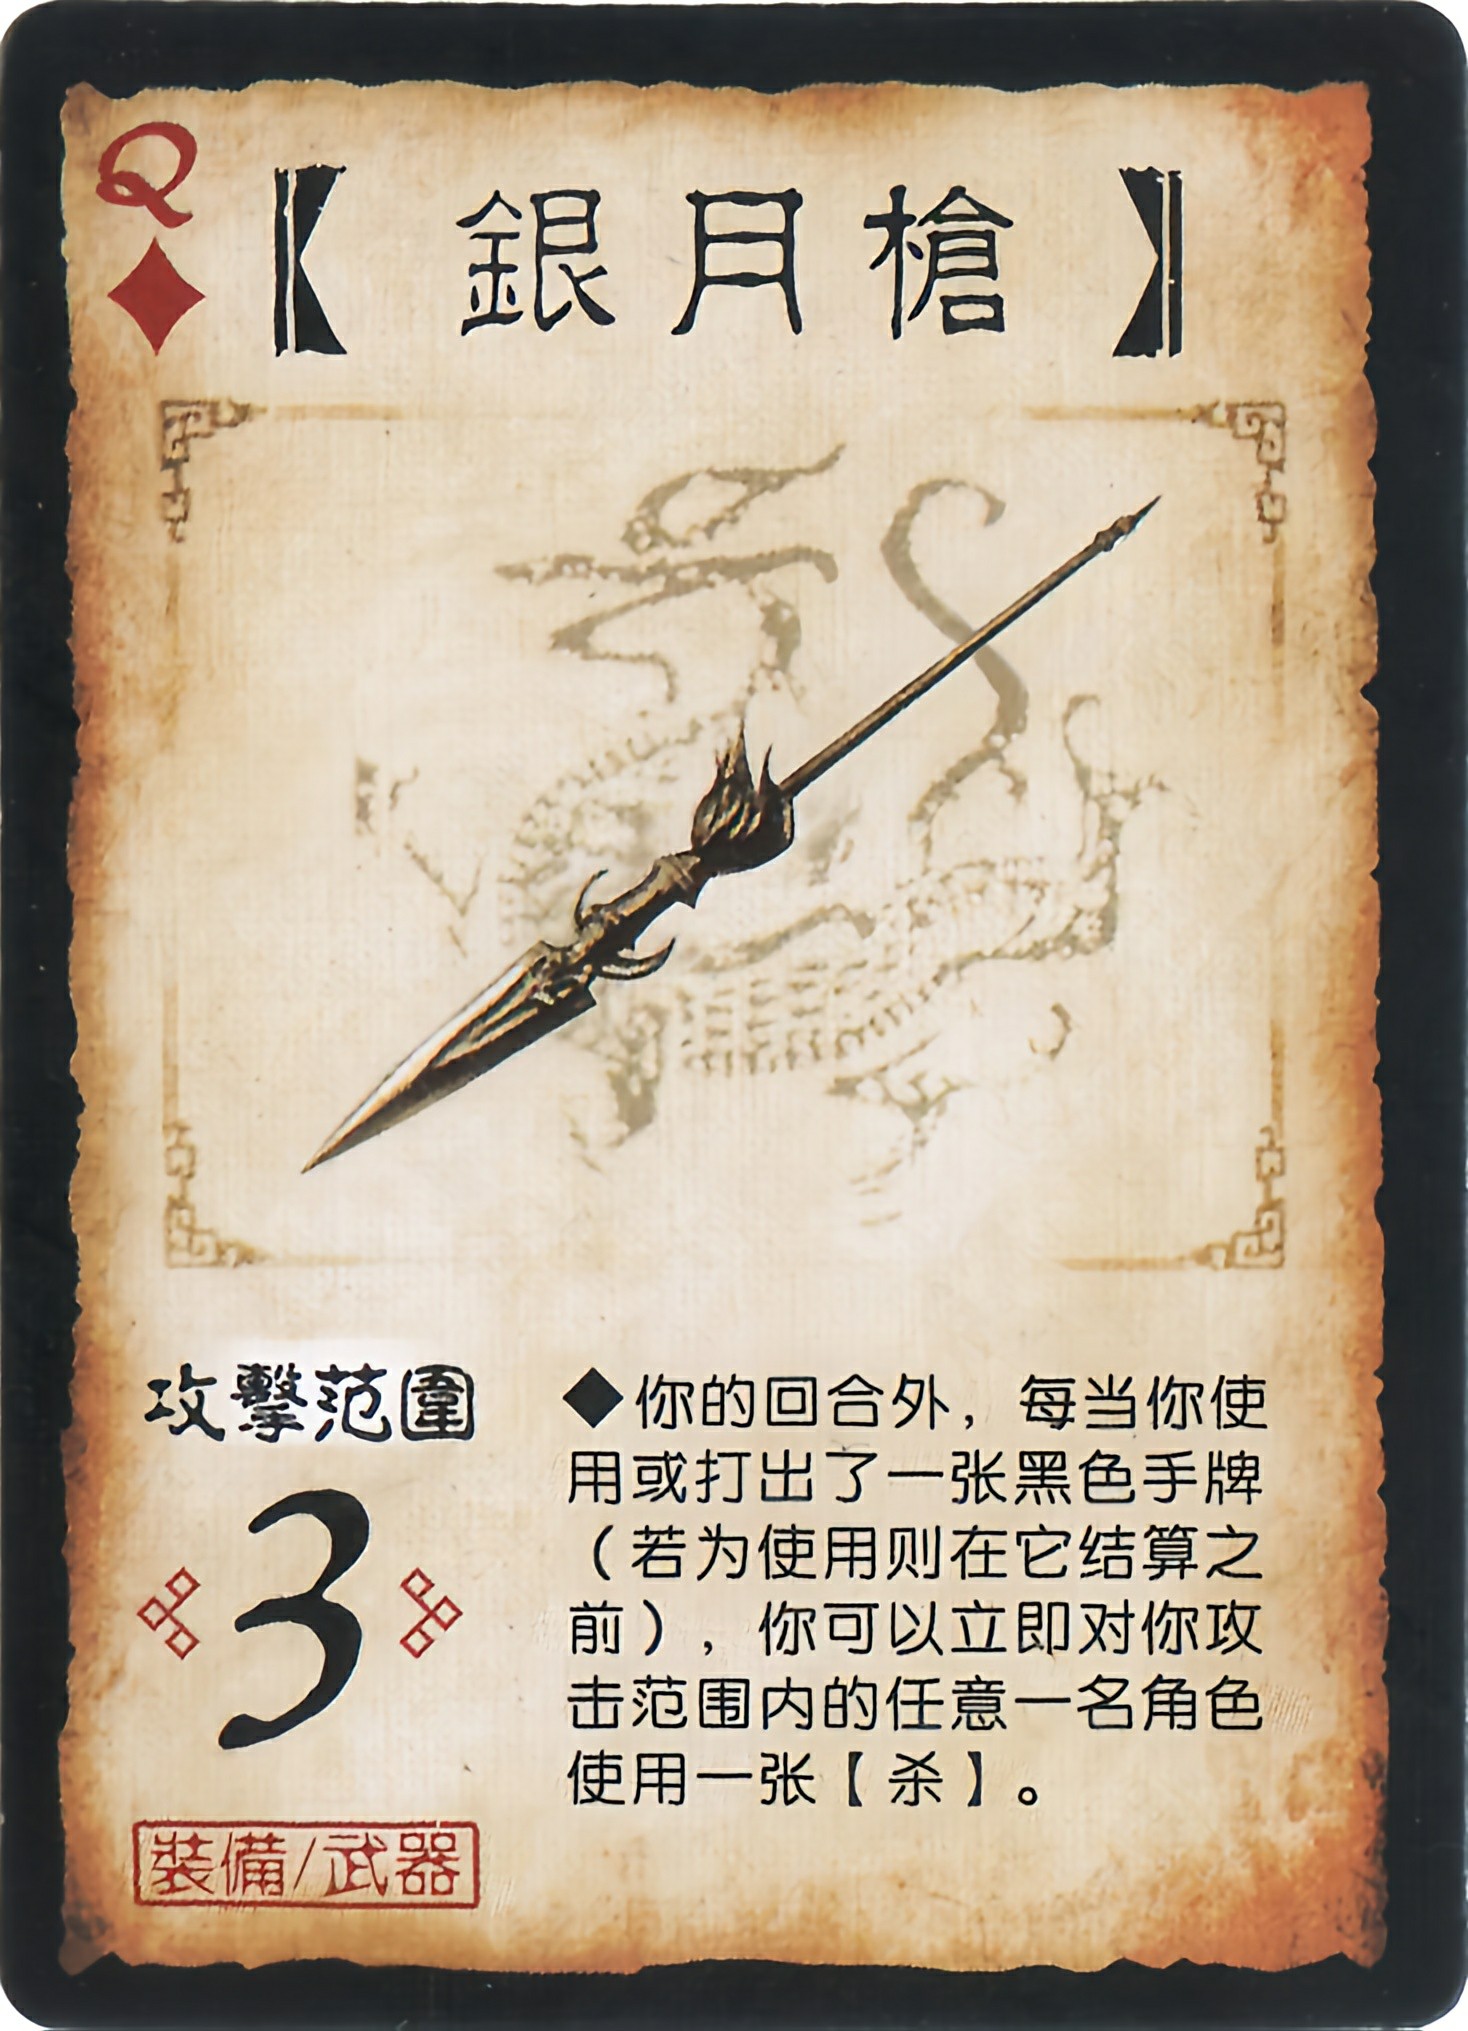 Q
【銀月槍】
攻擊范圍
3
◆你的回合外，每当你使
用或打出了一张黑色手牌
（若为使用则在它结算之
前），你可以立即对你攻
击范围内的任意一名角色
使用一张【杀】。
裝備/武器